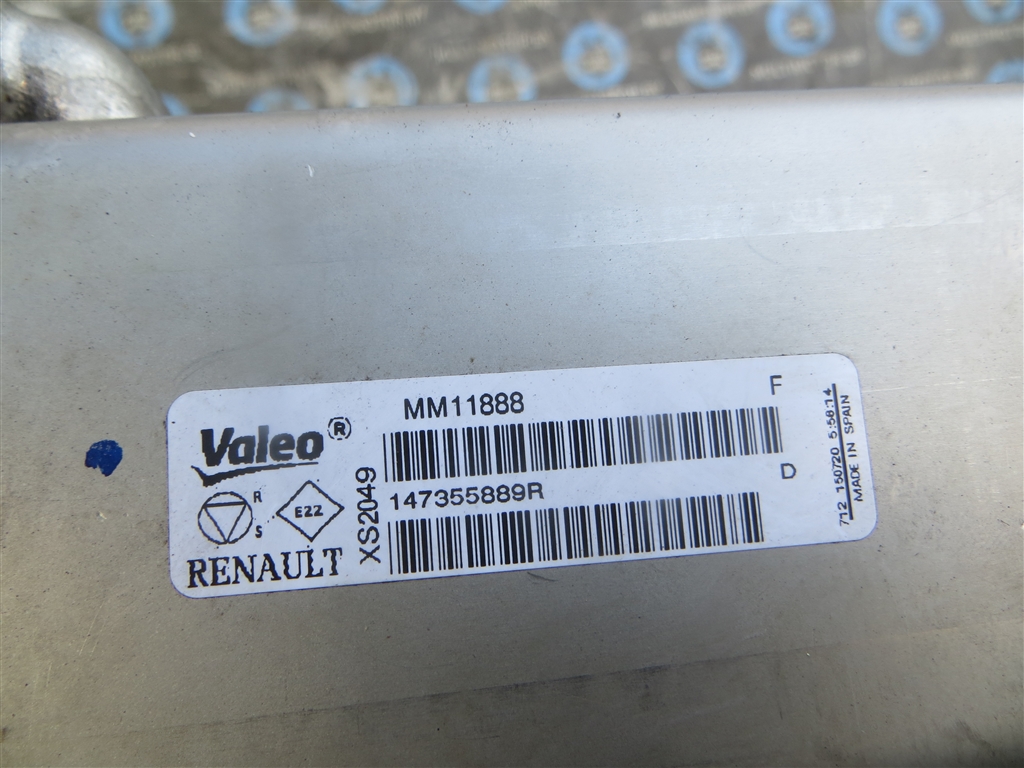 MM11888
F
Valeo®
147355889R
D
R
S
E22
RENAULT
XS2049
712 150720 5:58:14
MADE IN SPAIN